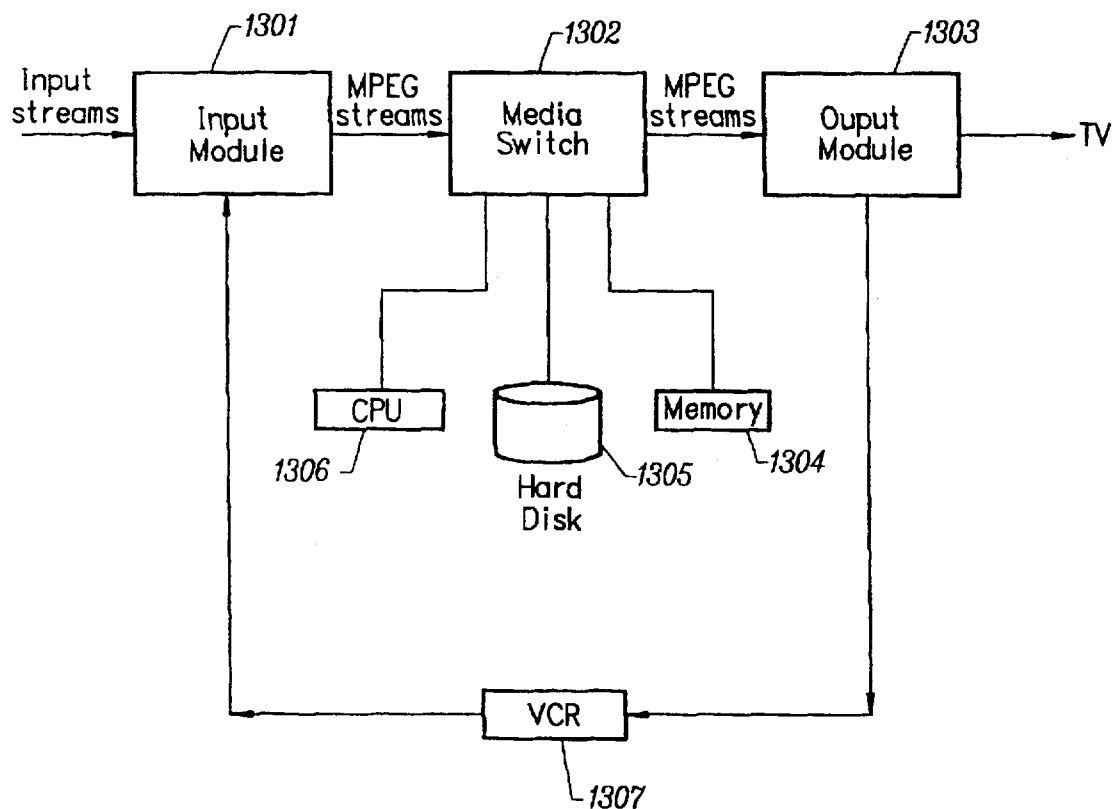 1301
1302
1303
Input
streams
Input
Module
MPEG
streams
Media
Switch
MPEG
streams
Ouput
Module
TV
CPU
1306
Hard
Disk
1305
Memory
1304
VCR
1307